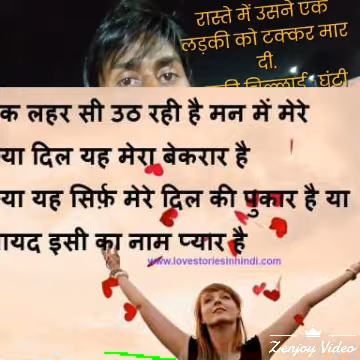 रास्ते में उसने एक
लड़की को टक्कर मार
दी.
चिल्लाई घंटी
क लहर सी उठ रही है मन में मेरे
या दिल यह मेरा बेकरार है
या यह सिर्फ़ मेरे दिल की पुकार है या
ायद इसी का नाम प्यार है
www.lovestoriesinhindi.com
Zenjoy Video